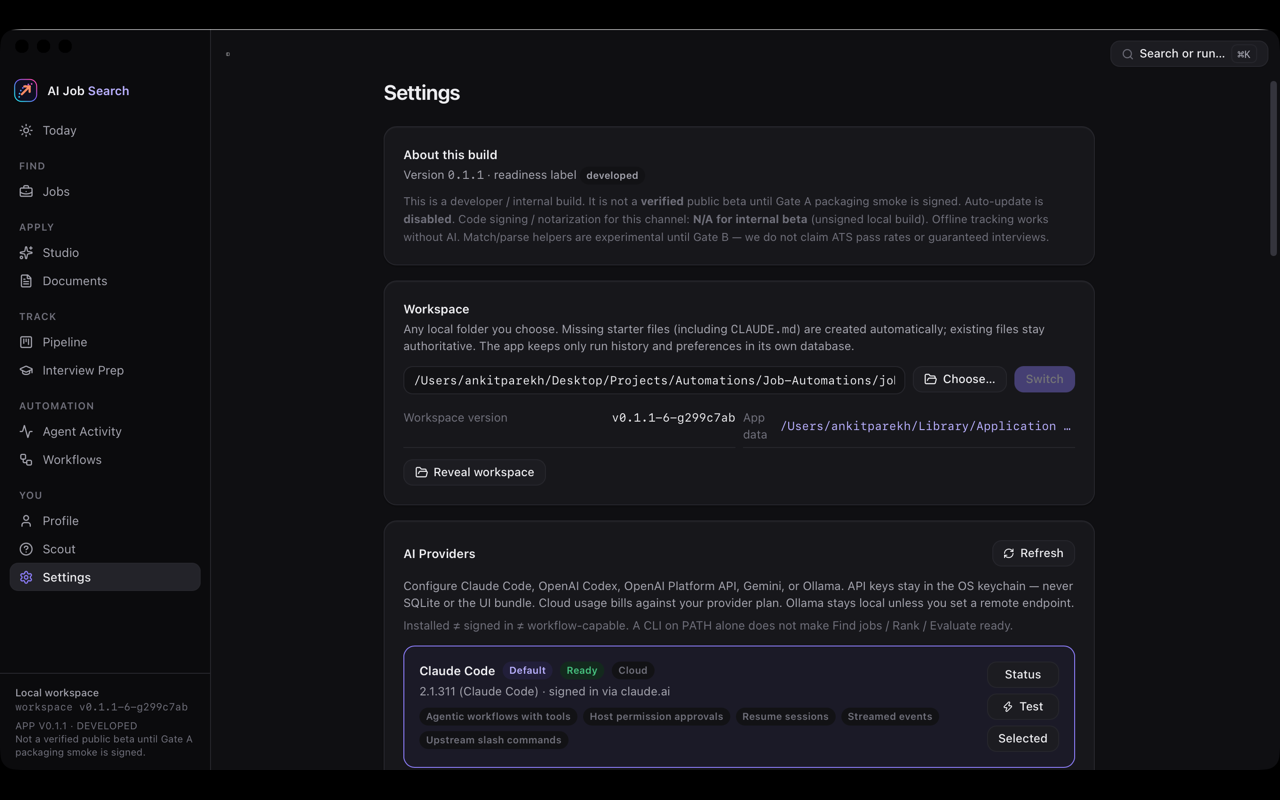 AI Job Search
Today
FIND
Jobs
APPLY
Studio
Documents
TRACK
Pipeline
Interview Prep
AUTOMATION
Agent Activity
Workflows
YOU
Profile
Scout
Settings
Local workspace
workspace v0.1.1-6-g299c7ab
APP V0.1.1 · DEVELOPED
Not a verified public beta until Gate A
packaging smoke is signed.
Search or run... ⌘K
Settings
About this build
Version 0.1.1 · readiness label developed
This is a developer / internal build. It is not a verified public beta until Gate A packaging smoke is signed. Auto-update is
disabled. Code signing / notarization for this channel: N/A for internal beta (unsigned local build). Offline tracking works
without AI. Match/parse helpers are experimental until Gate B — we do not claim ATS pass rates or guaranteed interviews.
Workspace
Any local folder you choose. Missing starter files (including CLAUDE.md) are created automatically; existing files stay
authoritative. The app keeps only run history and preferences in its own database.
/Users/ankitparekh/Desktop/Projects/Automations/Job-Automations/jo
Choose...
Switch
Workspace version
v0.1.1-6-g299c7ab
App
data
/Users/ankitparekh/Library/Application …
Reveal workspace
AI Providers
Refresh
Configure Claude Code, OpenAI Codex, OpenAI Platform API, Gemini, or Ollama. API keys stay in the OS keychain — never
SQLite or the UI bundle. Cloud usage bills against your provider plan. Ollama stays local unless you set a remote endpoint.
Installed ≠ signed in ≠ workflow-capable. A CLI on PATH alone does not make Find jobs / Rank / Evaluate ready.
Claude Code Default Ready Cloud
2.1.311 (Claude Code) · signed in via claude.ai
Agentic workflows with tools Host permission approvals Resume sessions Streamed events
Upstream slash commands
Status
Test
Selected